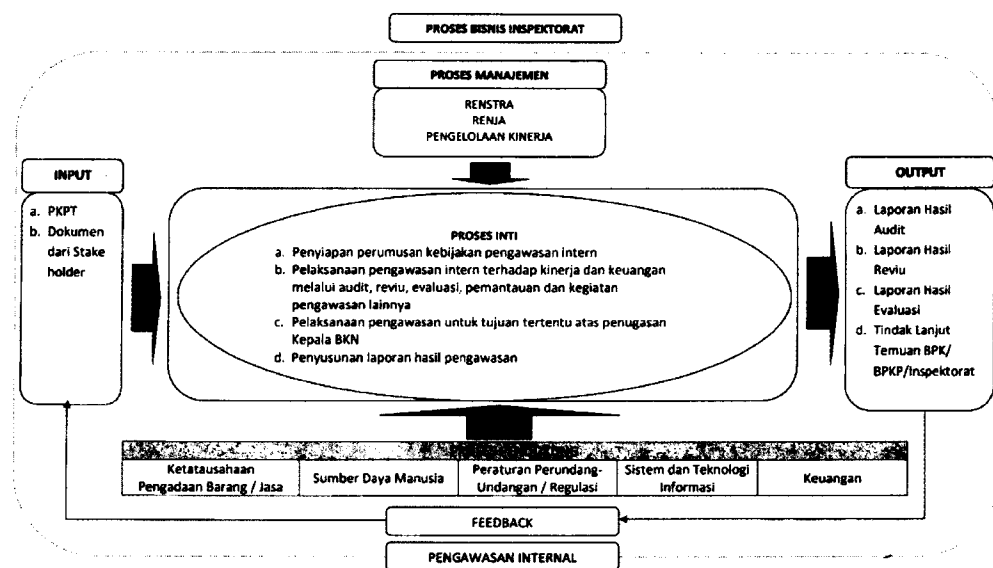 PROSES BISNIS INSPEKTORAT
PROSES MANAJEMEN
RENSTRA
RENJA
PENGELOLAAN KINERJA
INPUT
a. PKPT
b. Dokumen
dari Stake
holder
PROSES INTI
a. Penyiapan perumusan kebijakan pengawasan intern
b. Pelaksanaan pengawasan intern terhadap kinerja dan keuangan
melalui audit, reviu, evaluasi, pemantauan dan kegiatan
pengawasan lainnya
c. Pelaksanaan pengawasan untuk tujuan tertentu atas penugasan
Kepala BKN
d. Penyusunan laporan hasil pengawasan
OUTPUT
a. Laporan Hasil
Audit
b. Laporan Hasil
Reviu
c. Laporan Hasil
Evaluasi
d. Tindak Lanjut
Temuan BPK/
BPKP/Inspektorat
Ketatausahaan
Pengadaan Barang / Jasa
Sumber Daya Manusia
Peraturan Perundang-
Undangan / Regulasi
Sistem dan Teknologi
Informasi
Keuangan
FEEDBACK
PENGAWASAN INTERNAL